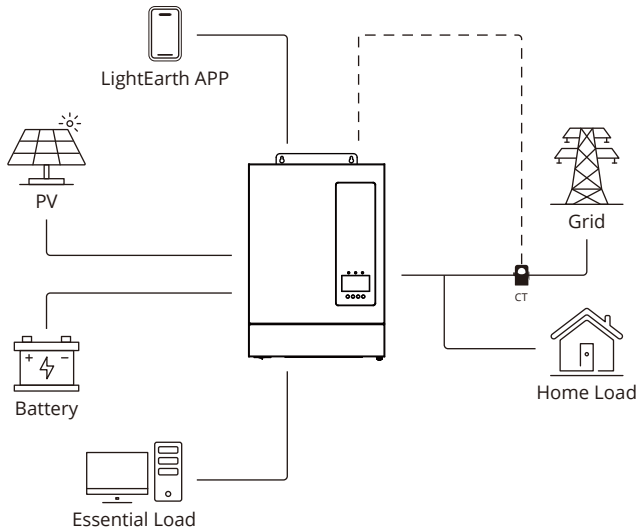 LightEarth APP
PV
Grid
CT
+ −
Battery
Home Load
Essential Load